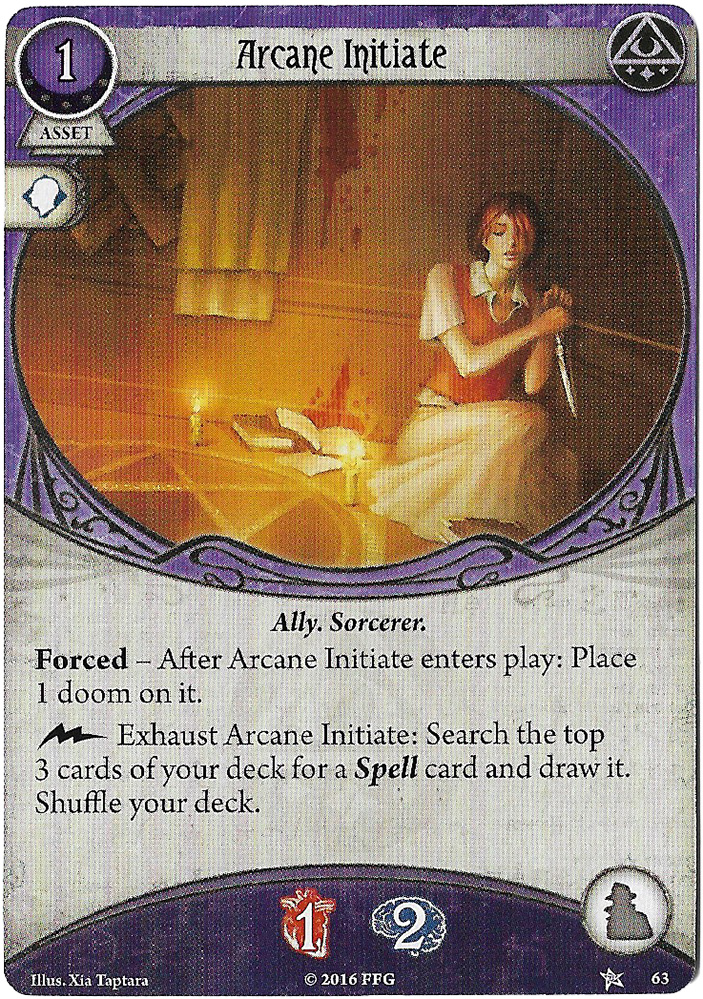 1
Arcane Initiate
ASSET
Ally. Sorcerer.
Forced – After Arcane Initiate enters play: Place
1 doom on it.
Exhaust Arcane Initiate: Search the top
3 cards of your deck for a Spell card and draw it.
Shuffle your deck.
1 2
Illus. Xia Taptara © 2016 FFG 63